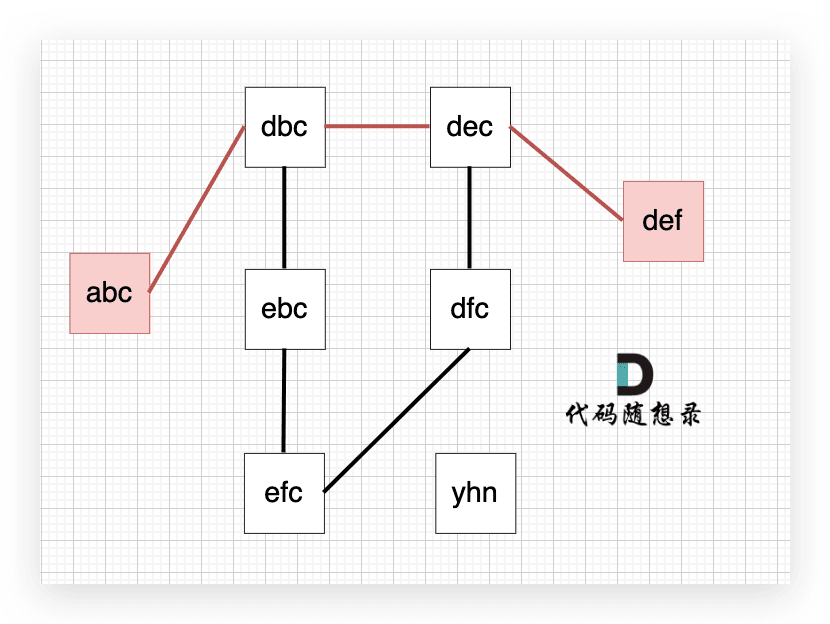 dbc
dec
def
abc
ebc
dfc
代码随想录
efc
yhn